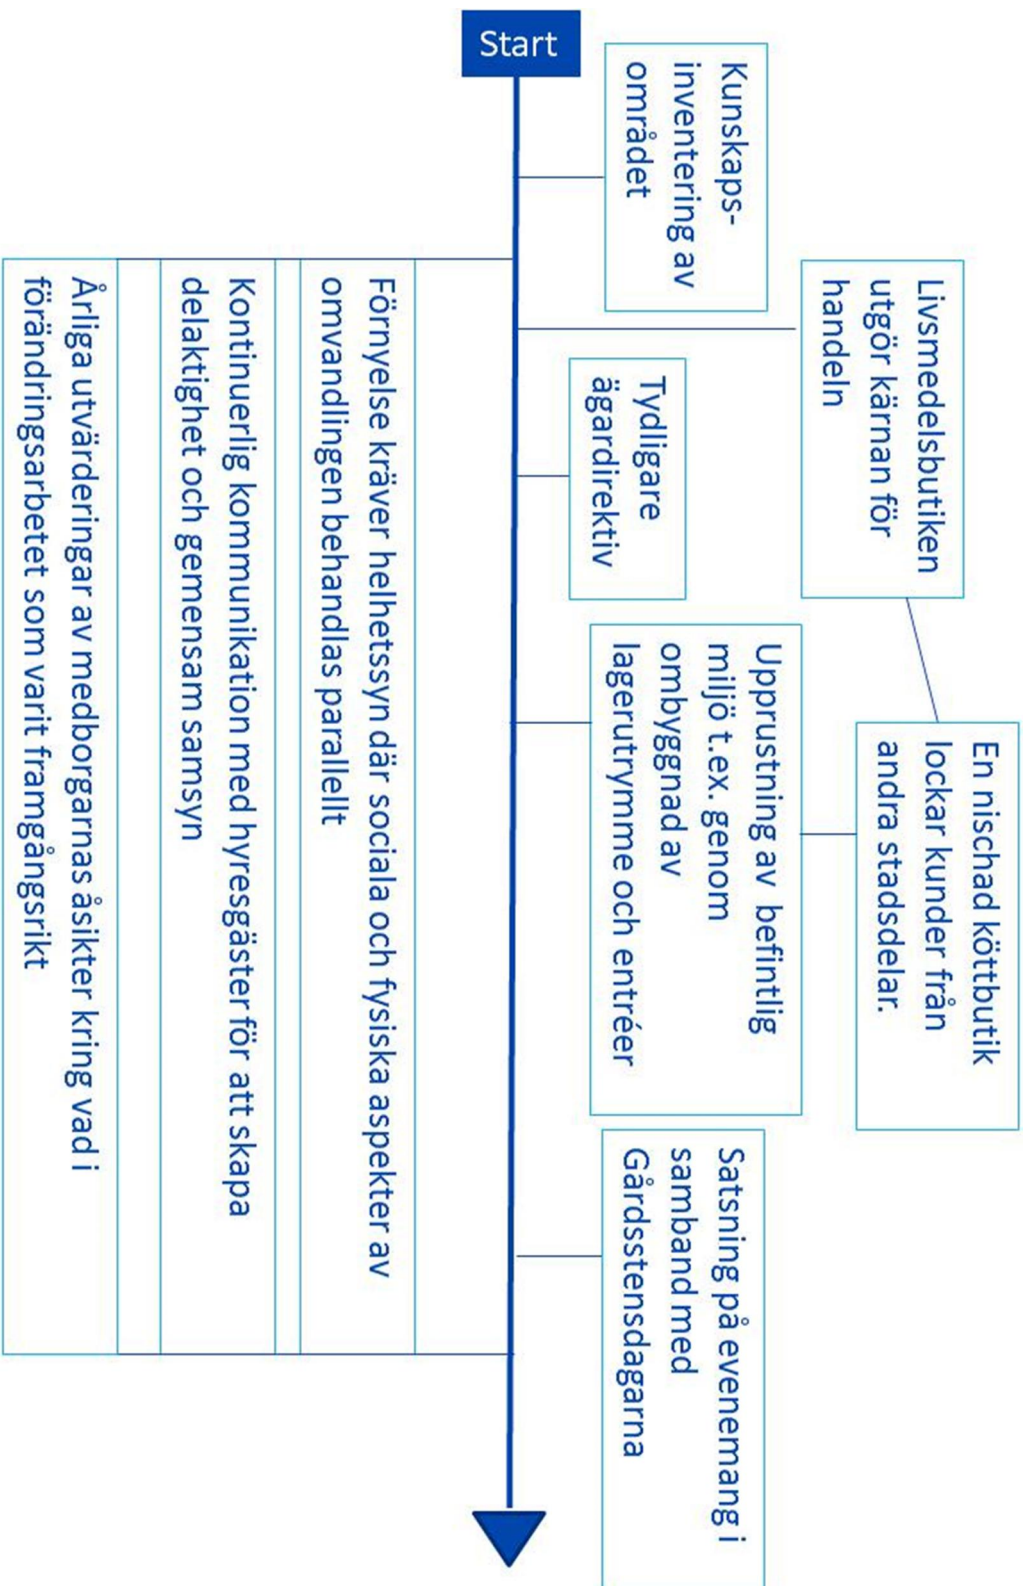 Start
Kunskaps-
inventering av
området
Livsmedelsbutiken
utgör kärnan för
handeln
Tydligare
ägardirektiv
En nischad köttbutik
lockar kunder från
andra stadsdelar.
Upprustning av befintlig
miljö t.ex. genom
ombyggnad av
lagerutrymme och entréer
Satsning på evenemang i
samband med
Gårdsstensdagarna
Förnyelse kräver helhetssyn där sociala och fysiska aspekter av
omvandlingen behandlas parallellt
Kontinuerlig kommunikation med hyresgäster för att skapa
delaktighet och gemensam samsyn
Årliga utvärderingar av medborgarnas åsikter kring vad i
förändringsarbetet som varit framgångsrikt